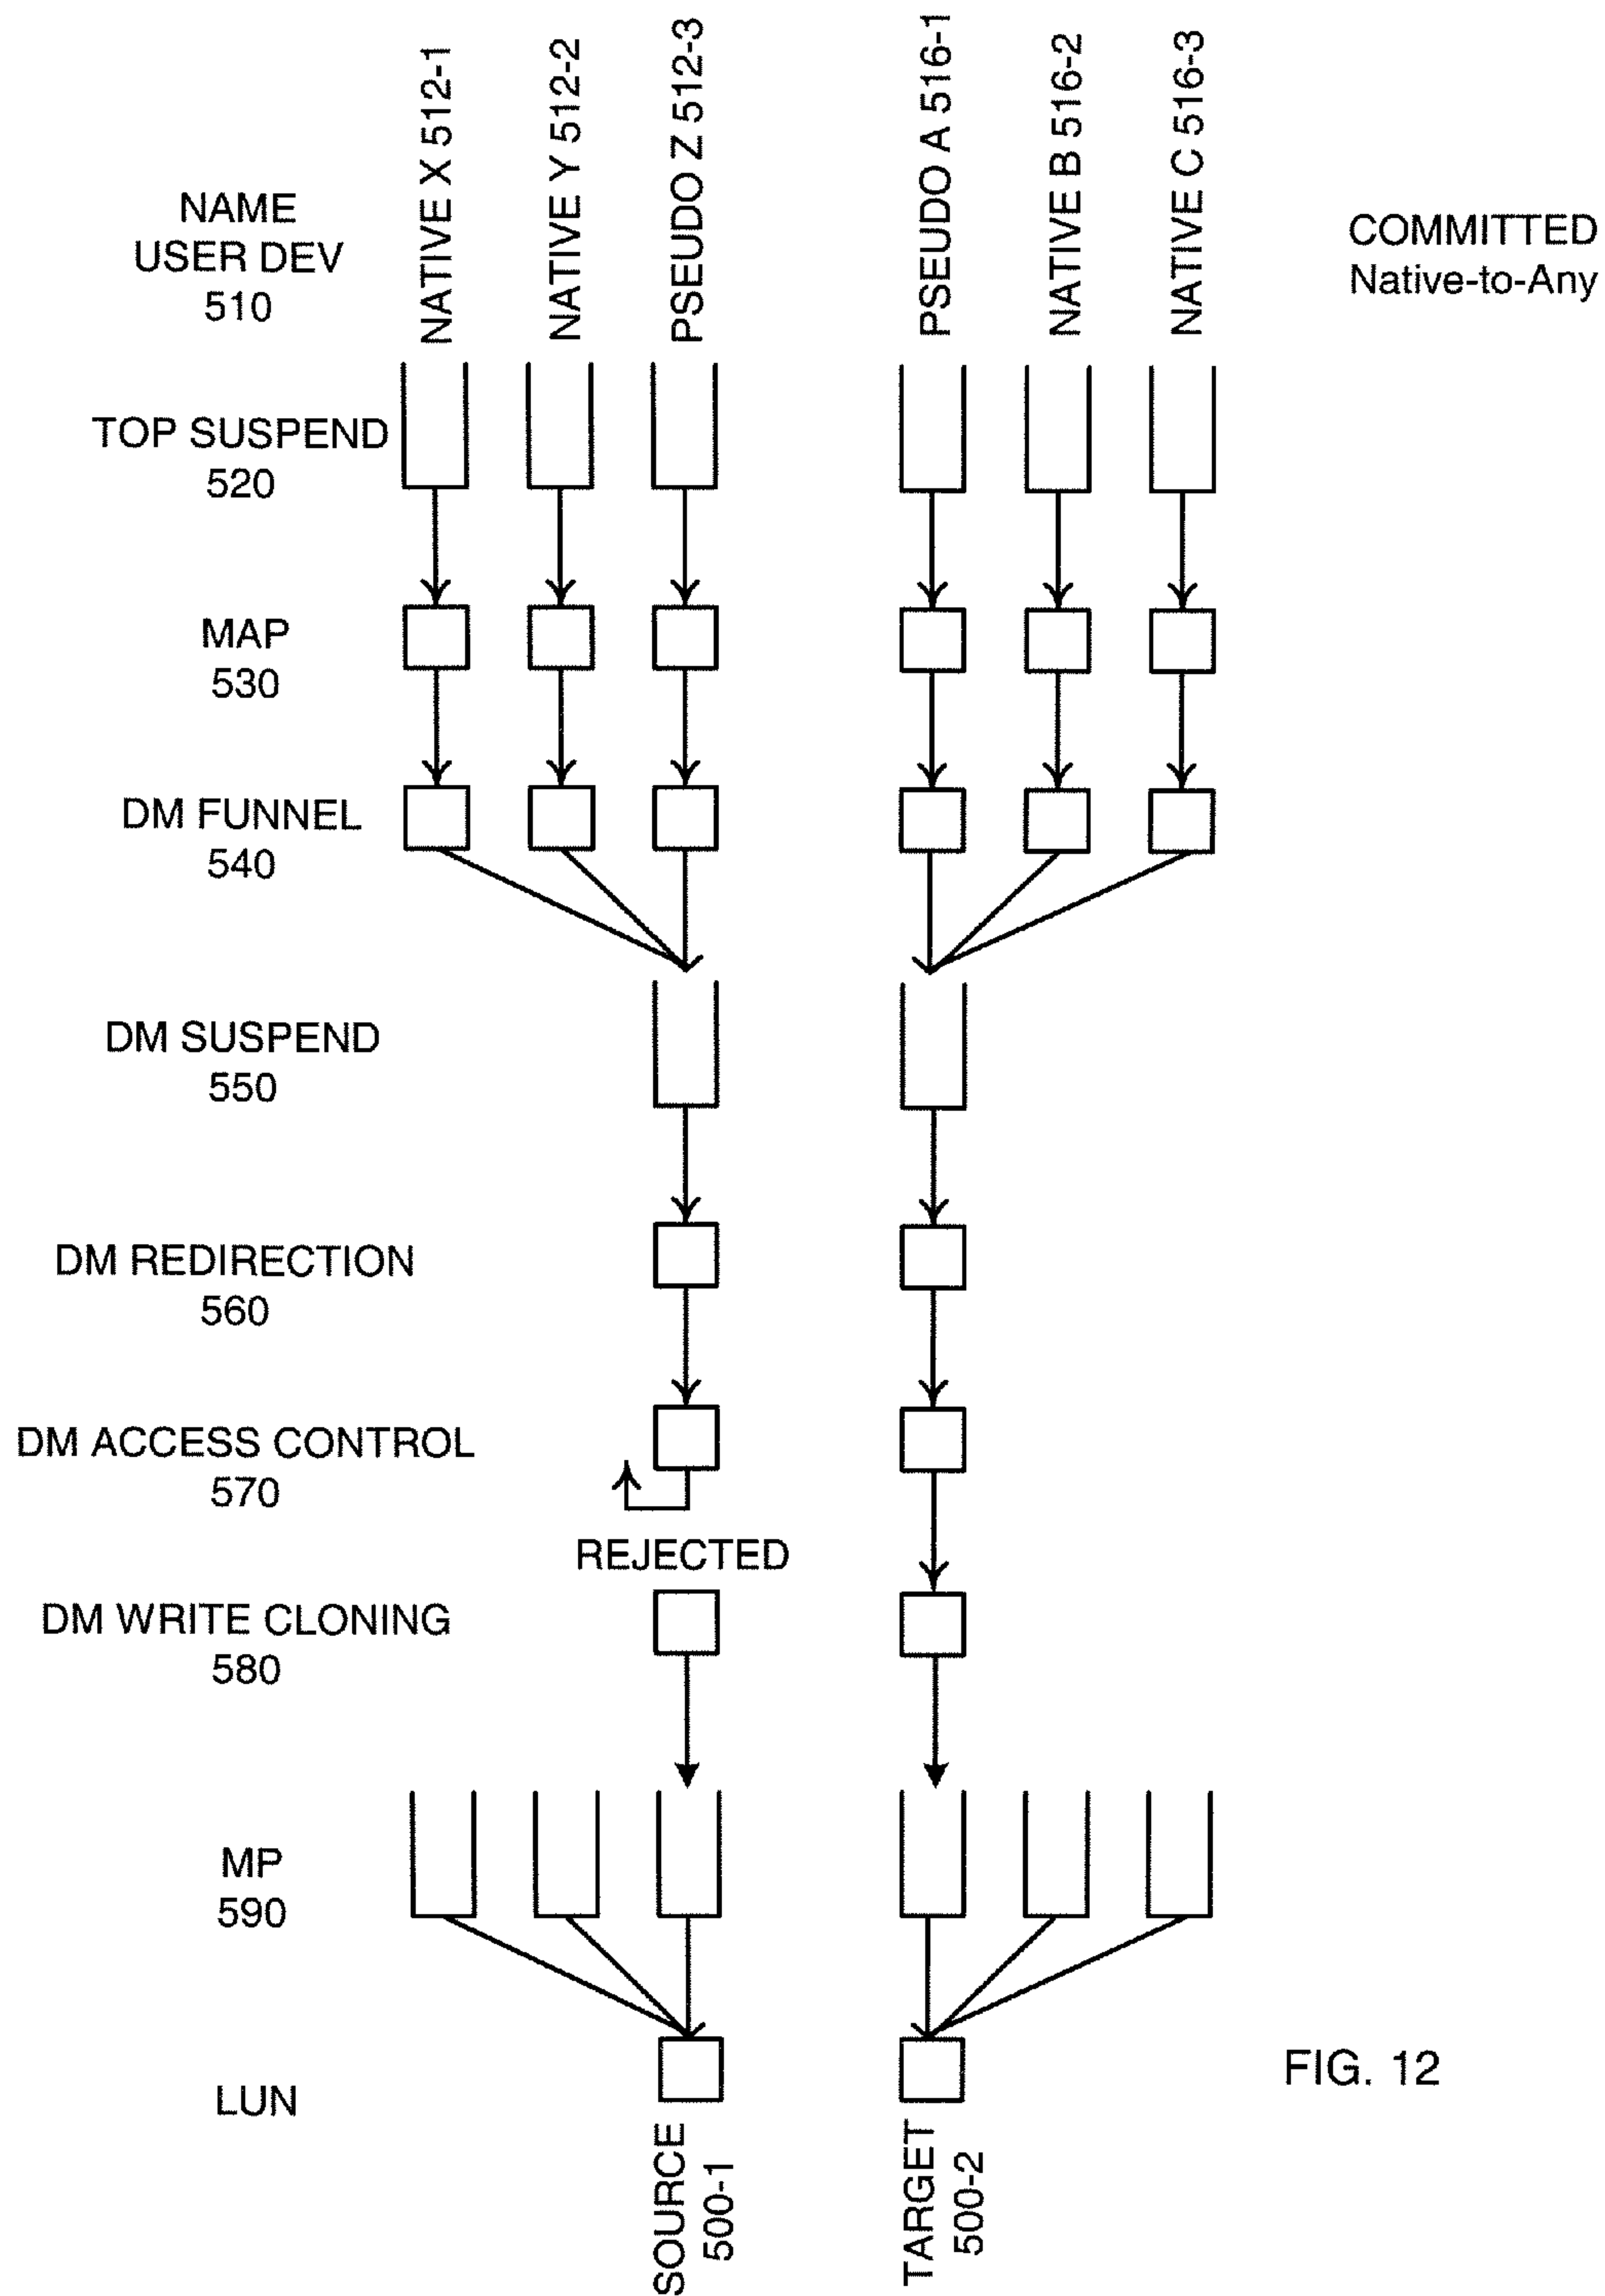 NATIVE X 512-1
NATIVE Y 512-2
PSEUDO Z 512-3
PSEUDO A 516-1
NATIVE B 516-2
NATIVE C 516-3
NAME
USER DEV
510
COMMITTED
Native-to-Any
TOP SUSPEND
520
MAP
530
DM FUNNEL
540
DM SUSPEND
550
DM REDIRECTION
560
DM ACCESS CONTROL
570
REJECTED
DM WRITE CLONING
580
MP
590
LUN
SOURCE
500-1
TARGET
500-2
FIG. 12